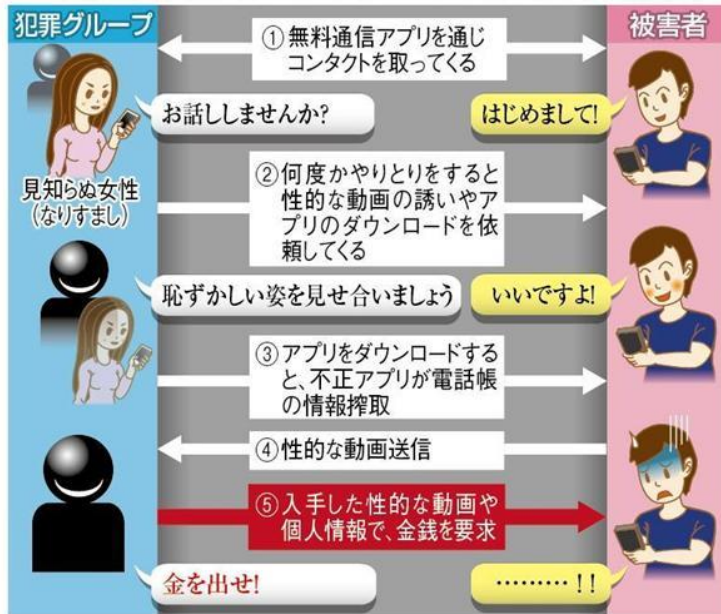 犯罪グループ
被害者
①無料通信アプリを通じ
コンタクトを取ってくる
お話ししませんか?
はじめまして!
見知らぬ女性
(なりすまし)
②何度かやりとりをすると
性的な動画の誘いやア
プリのダウンロードを依
頼してくる
恥ずかしい姿を見せ合いましょう
いいですよ!
③アプリをダウンロードする
と、不正アプリが電話帳
の情報搾取
④性的な動画送信
⑤入手した性的な動画や
個人情報で、金銭を要求
金を出せ!
………!!